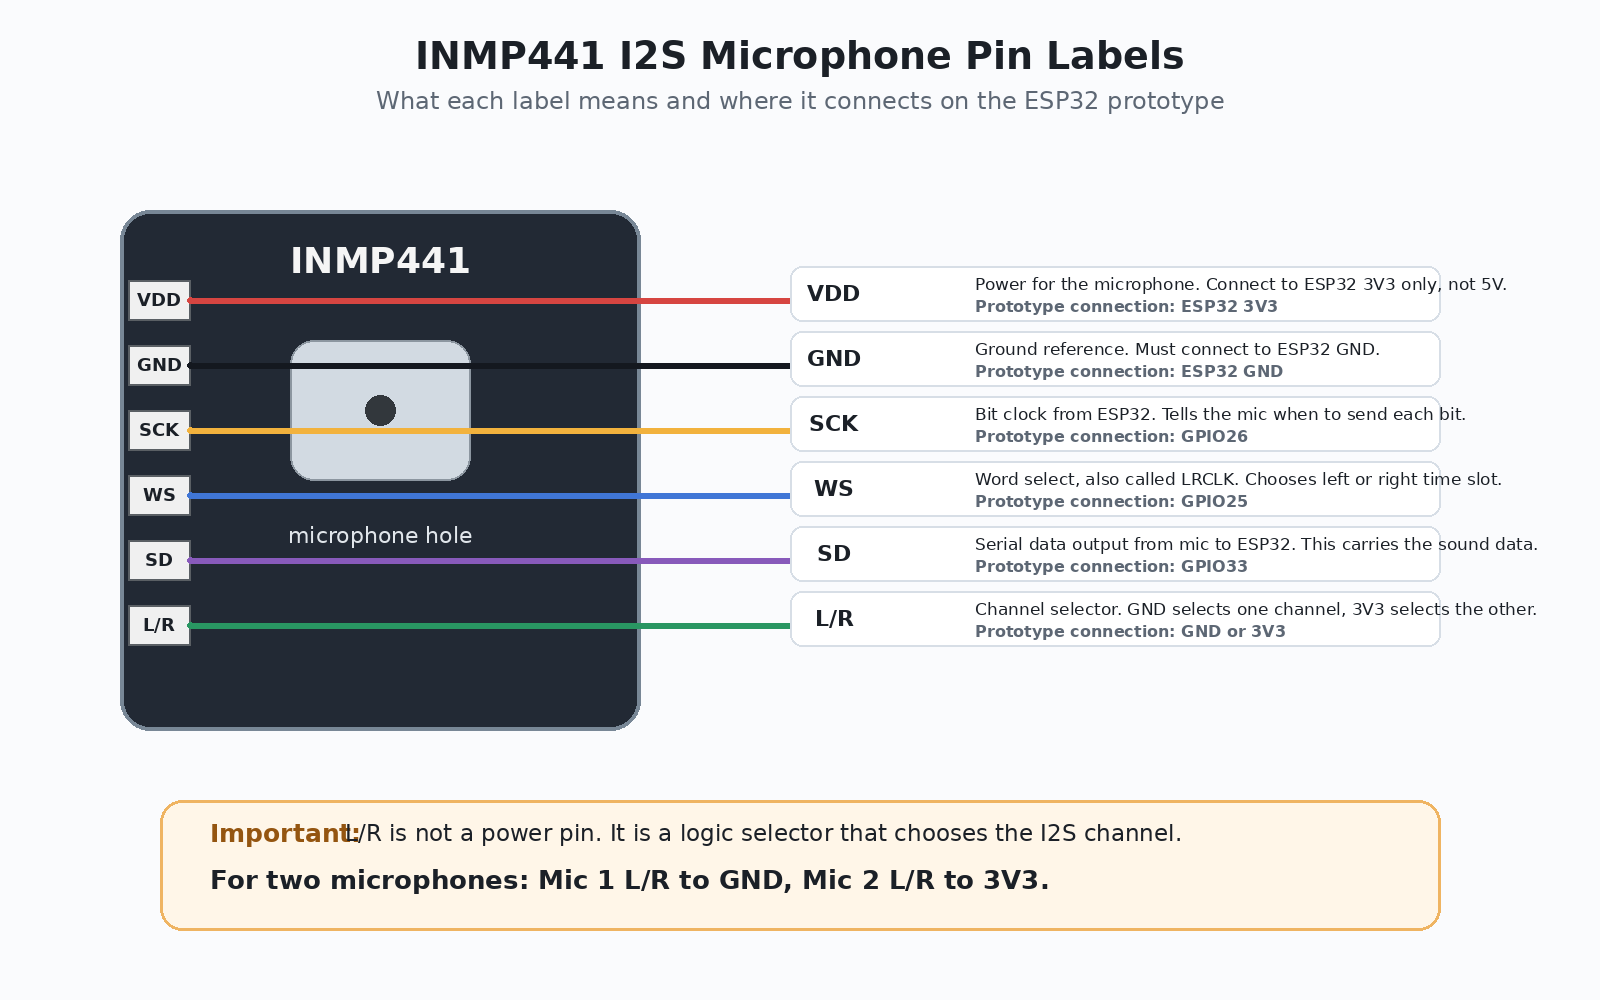 INMP441 I2S Microphone Pin Labels
What each label means and where it connects on the ESP32 prototype
INMP441
VDD
GND
SCK
WS
microphone hole
SD
L/R
VDD
Power for the microphone. Connect to ESP32 3V3 only, not 5V.
Prototype connection: ESP32 3V3
GND
Ground reference. Must connect to ESP32 GND.
Prototype connection: ESP32 GND
SCK
Bit clock from ESP32. Tells the mic when to send each bit.
Prototype connection: GPIO26
WS
Word select, also called LRCLK. Chooses left or right time slot.
Prototype connection: GPIO25
SD
Serial data output from mic to ESP32. This carries the sound data.
Prototype connection: GPIO33
L/R
Channel selector. GND selects one channel, 3V3 selects the other.
Prototype connection: GND or 3V3
Important: L/R is not a power pin. It is a logic selector that chooses the I2S channel.
For two microphones: Mic 1 L/R to GND, Mic 2 L/R to 3V3.